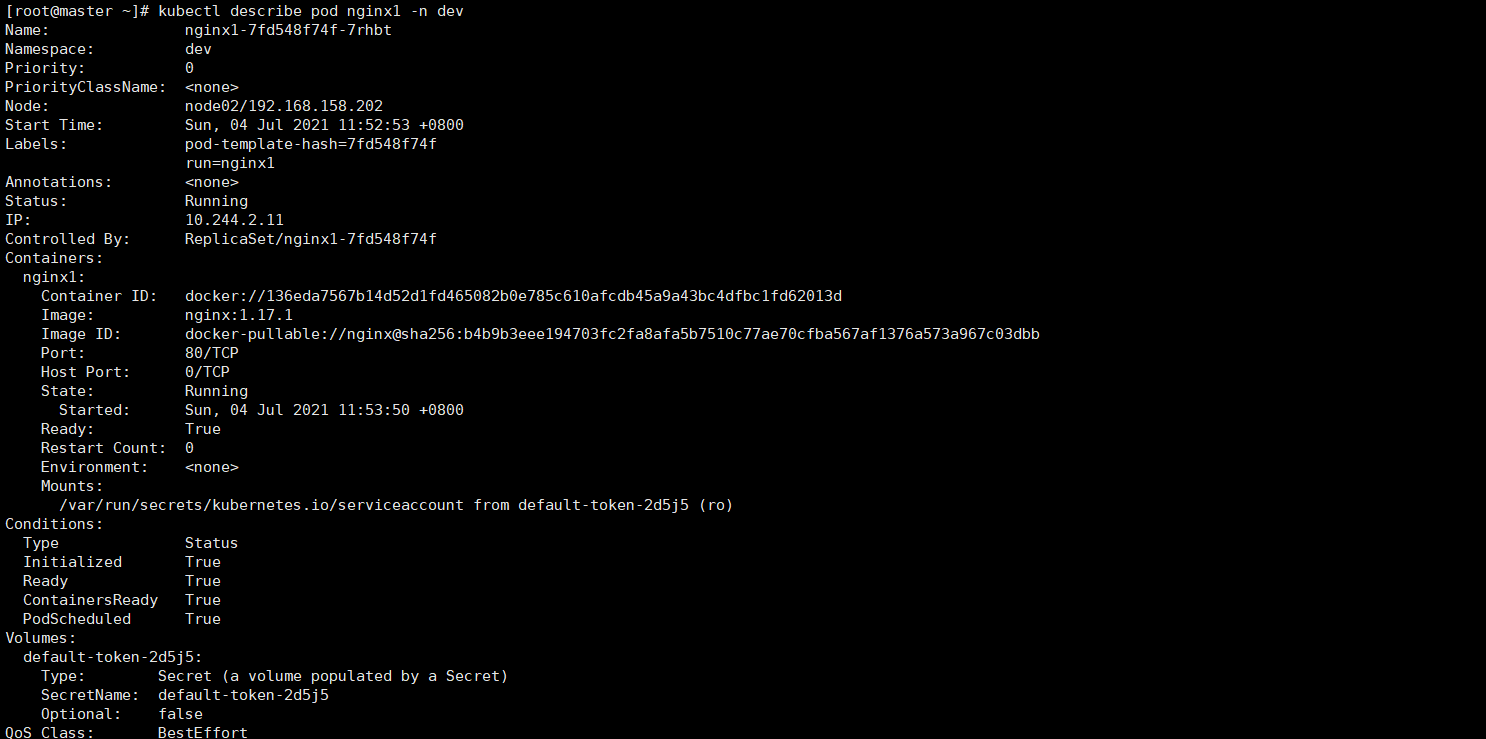 [root@master ~]# kubectl describe pod nginx1 -n dev
Name:               nginx1-7fd548f74f-7rhbt
Namespace:          dev
Priority:           0
PriorityClassName:  <none>
Node:               node02/192.168.158.202
Start Time:         Sun, 04 Jul 2021 11:52:53 +0800
Labels:             pod-template-hash=7fd548f74f
                    run=nginx1
Annotations:        <none>
Status:             Running
IP:                 10.244.2.11
Controlled By:      ReplicaSet/nginx1-7fd548f74f
Containers:
  nginx1:
    Container ID:   docker://136eda7567b14d52d1fd465082b0e785c610afcdb45a9a43bc4dfbc1fd62013d
    Image:          nginx:1.17.1
    Image ID:       docker-pullable://nginx@sha256:b4b9b3eee194703fc2fa8afa5b7510c77ae70cfba567af1376a573a967c03dbb
    Port:           80/TCP
    Host Port:      0/TCP
    State:          Running
      Started:      Sun, 04 Jul 2021 11:53:50 +0800
    Ready:          True
    Restart Count:  0
    Environment:    <none>
    Mounts:
      /var/run/secrets/kubernetes.io/serviceaccount from default-token-2d5j5 (ro)
Conditions:
  Type              Status
  Initialized       True
  Ready             True
  ContainersReady   True
  PodScheduled      True
Volumes:
  default-token-2d5j5:
    Type:        Secret (a volume populated by a Secret)
    SecretName:  default-token-2d5j5
    Optional:    false
QoS Class:       BestEffort